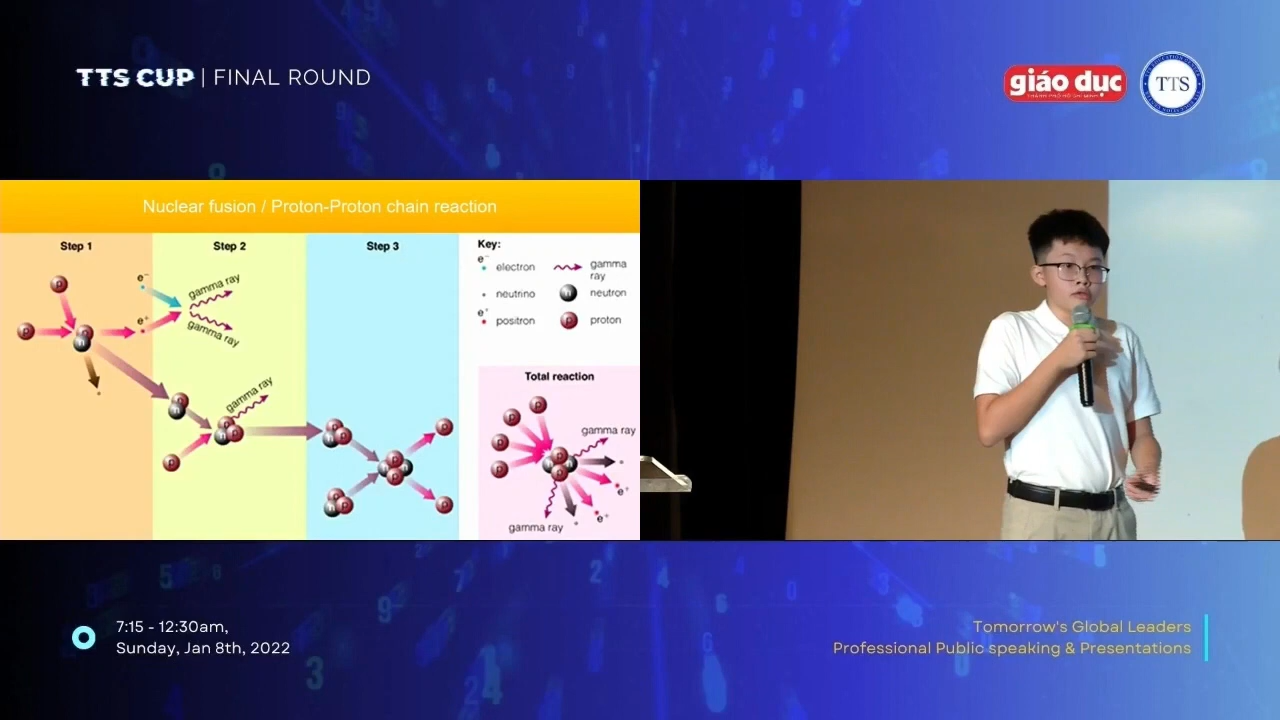 TTS CUP | FINAL ROUND
giáo dục
TTS
Nuclear fusion / Proton-Proton chain reaction
Step 1
Step 2
Step 3
Key:
e⁻
electron
gamma
ray
neutrino
n
neutron
e⁺
positron
p
proton
p
p
p
n
e⁻
e⁺
gamma ray
gamma ray
p
n
gamma ray
p
n
p
p
p
n
p
n
p
p
p
p
p
Total reaction
p
p
p
p
gamma ray
p
n
p
e⁺
e⁺
gamma ray
7:15 - 12:30am,
Sunday, Jan 8th, 2022
Tomorrow's Global Leaders
Professional Public speaking & Presentations